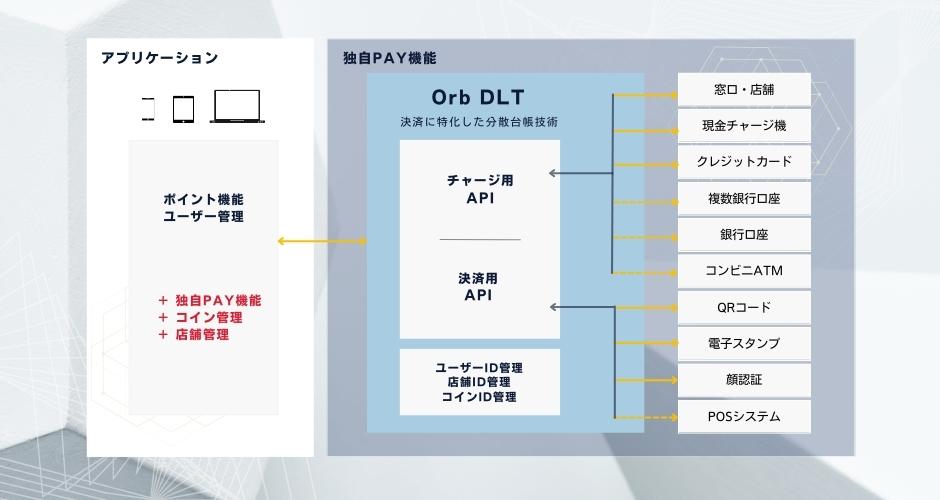 アプリケーション
ポイント機能
ユーザー管理
+ 独自PAY機能
+ コイン管理
+ 店舗管理
独自PAY機能
Orb DLT
決済に特化した分散台帳技術
チャージ用
API
決済用
API
ユーザーID管理
店舗ID管理
コインID管理
窓口・店舗
現金チャージ機
クレジットカード
複数銀行口座
銀行口座
コンビニATM
QRコード
電子スタンプ
顔認証
POSシステム